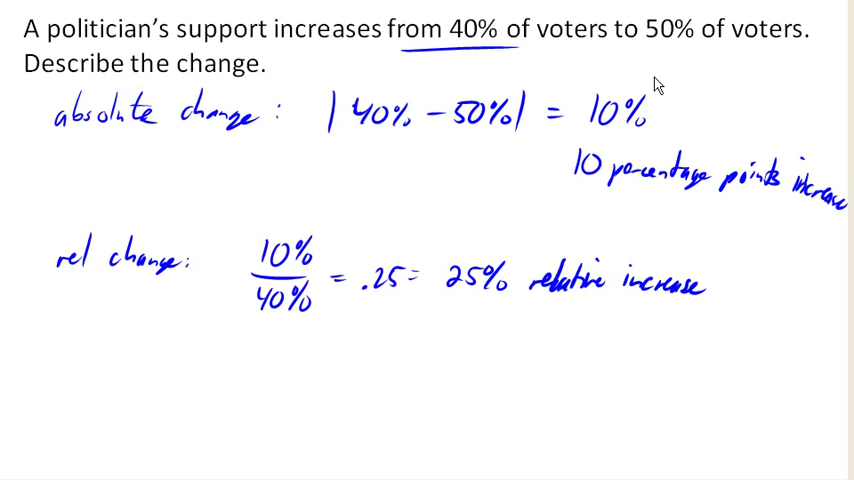 A politician’s support increases from 40% of voters to 50% of voters.
Describe the change.
absolute change: |40% - 50%| = 10%
10 percentage points increase
rel change: 10% / 40% = .25 = 25% relative increase